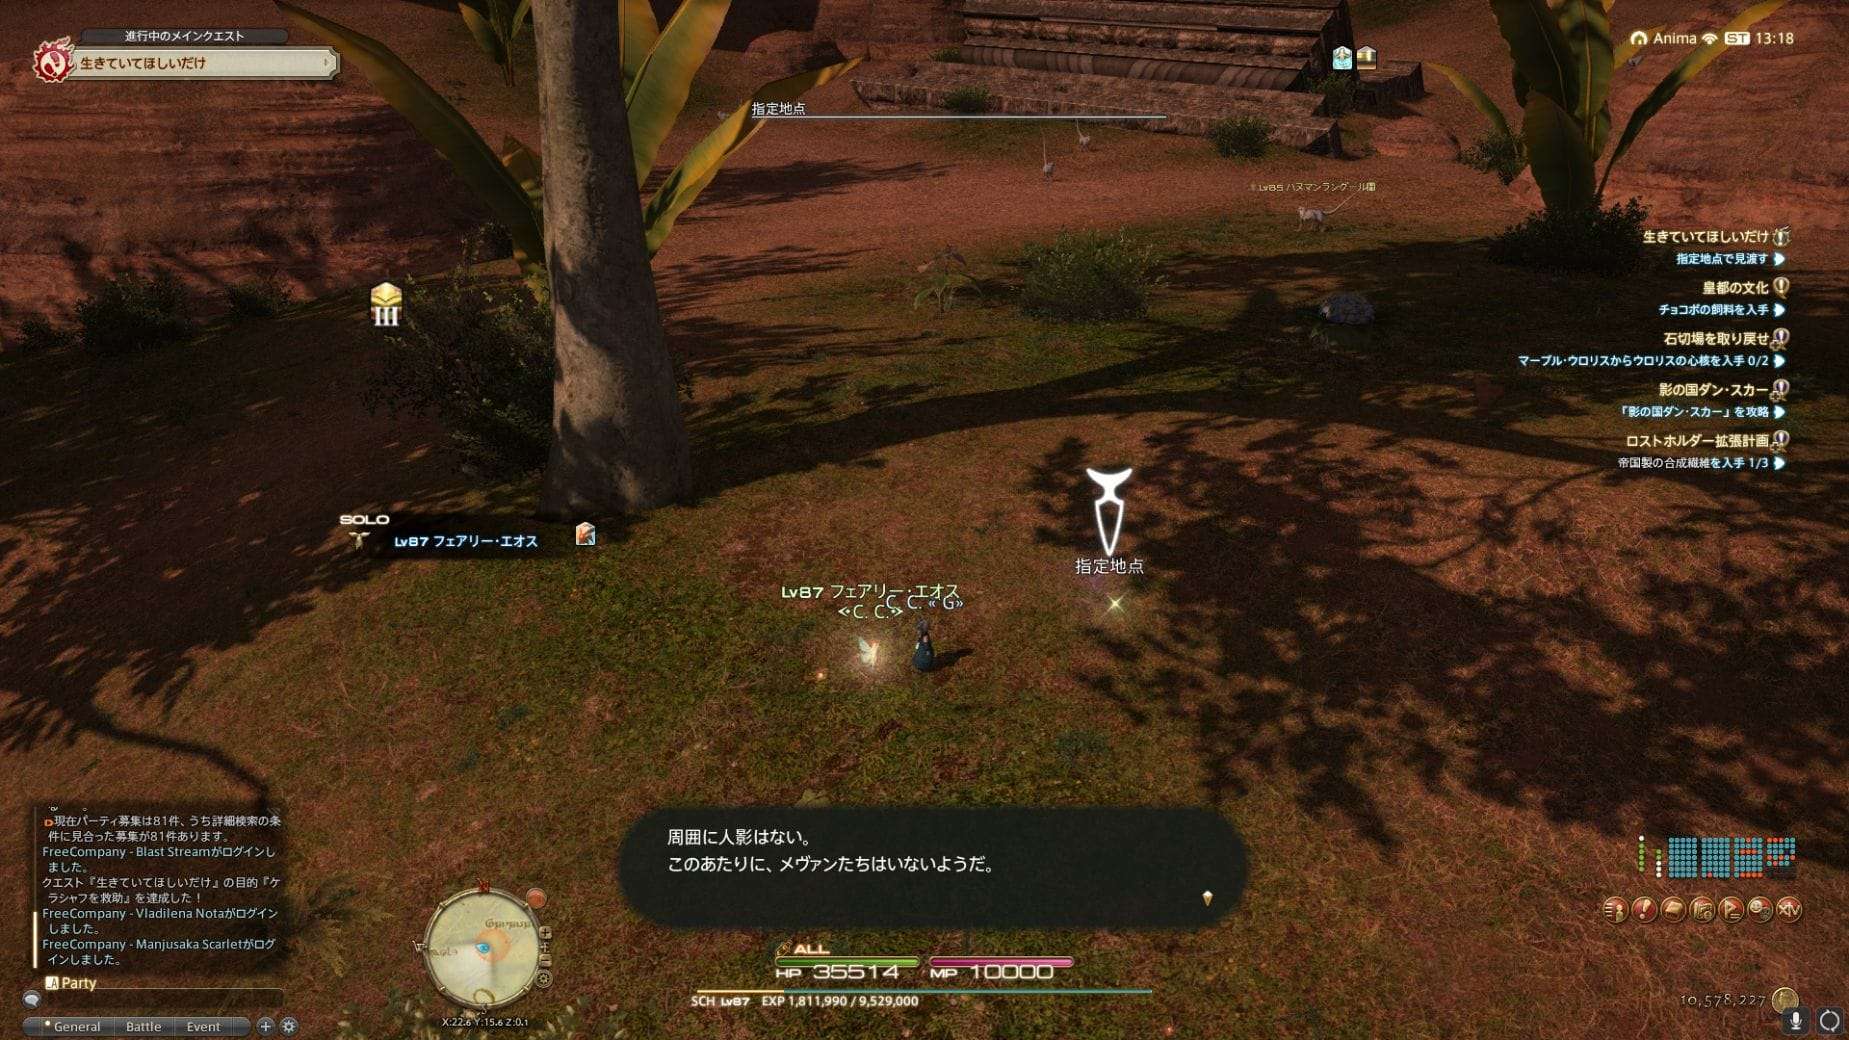 進行中のメインクエスト
生きていてほしいだけ
Anima
ST 13:18
指定地点
Lv85 ハヌマンラングール
生きていてほしいだけ
指定地点で見渡す
皇都の文化
チョコボの飼料を入手
石切場を取り戻せ
マーブル・ウロリスからウロリスの心核を入手 0/2
影の国ダン・スカー
「影の国ダン・スカー」を攻略
ロストホルダー拡張計画
帝国製の合成繊維を入手 1/3
III
SOLO
Lv87 フェアリー・エオス
指定地点
Lv87 フェアリー・エオス
C. C. «G»
<C. C.>
周囲に人影はない。
このあたりに、メヴァンたちはいないようだ。
現在パーティ募集は81件、うち詳細検索の条
件に見合った募集が81件あります。
FreeCompany - Blast Streamがログインし
ました。
クエスト『生きていてほしいだけ』の目的『ケ
ラシャフを救助』を達成した！
FreeCompany - Vladilena Notaがログイン
しました。
FreeCompany - Manjusaka Scarletがログ
インしました。
Party
General Battle Event
N
X:22.6 Y:15.6 Z:0.1
ALL
HP 35514 MP 10000
SCH Lv87 EXP 1,811,990 / 9,529,000
XIV
10,578,227